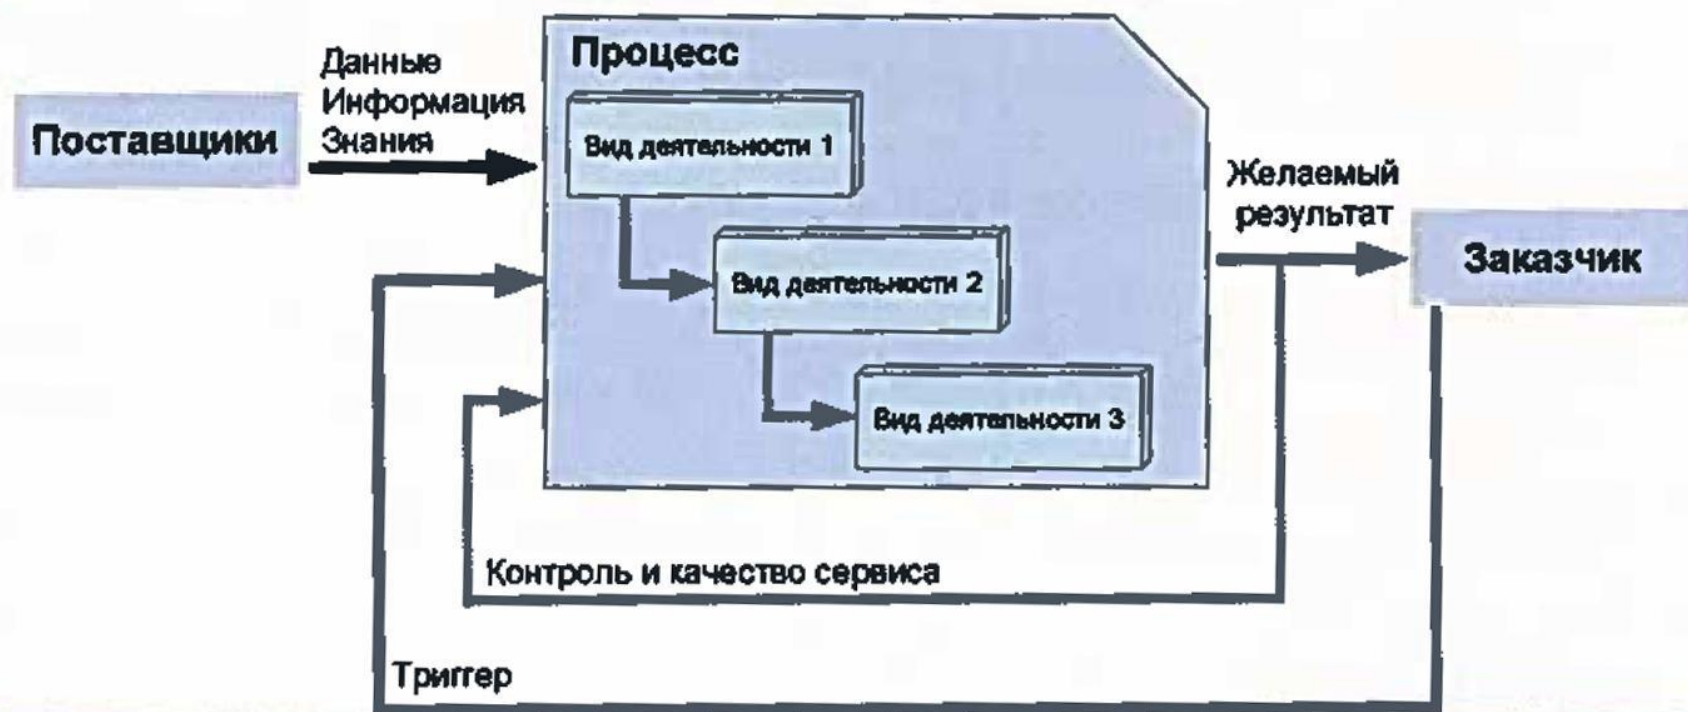 Процесс
Данные
Информация
Знания
Поставщики
Вид деятельности 1
Желаемый
результат
Заказчик
Вид деятельности 2
Вид деятельности 3
Контроль и качество сервиса
Триггер